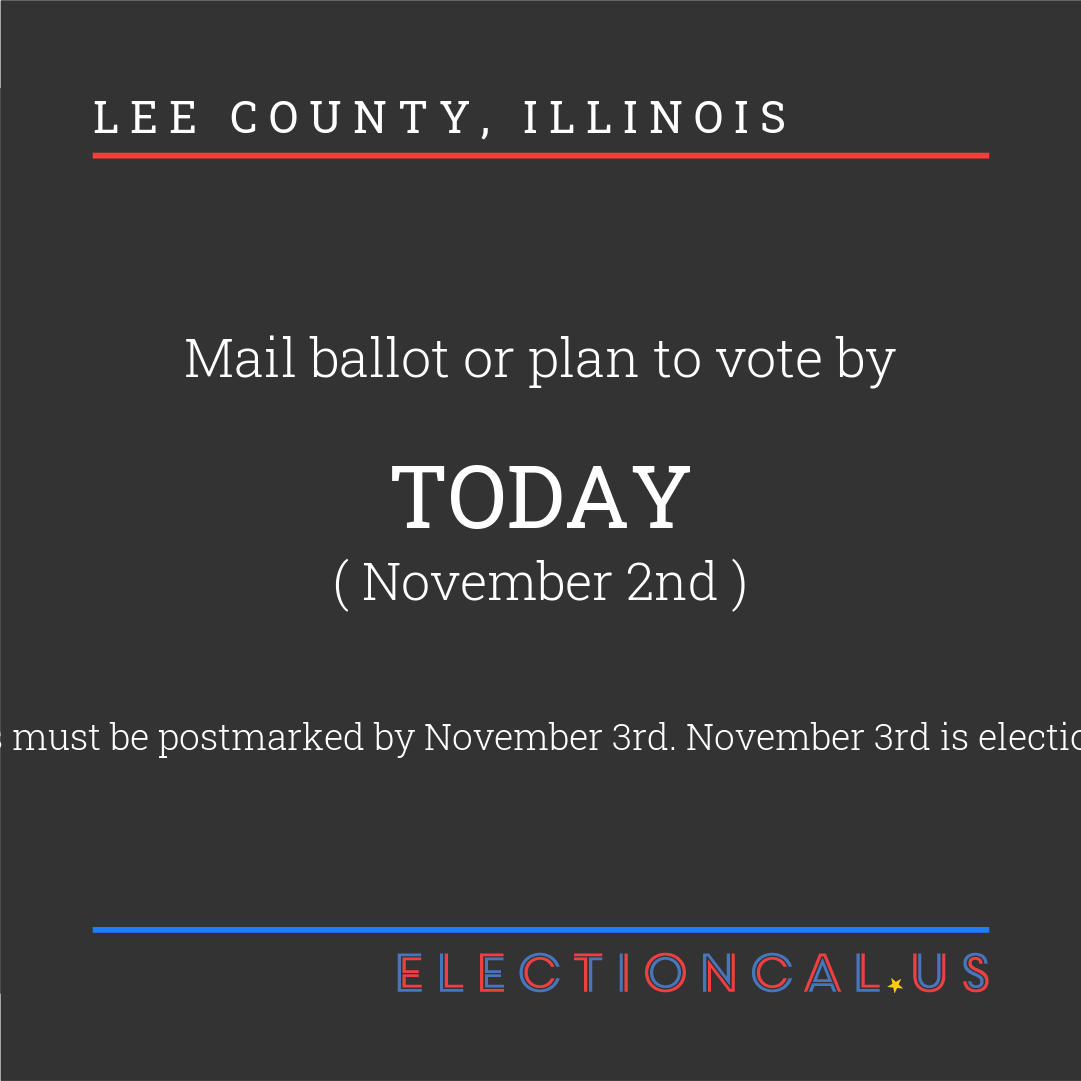 LEE COUNTY, ILLINOIS
Mail ballot or plan to vote by
TODAY
( November 2nd )
must be postmarked by November 3rd. November 3rd is
ELECTIONCAL.US